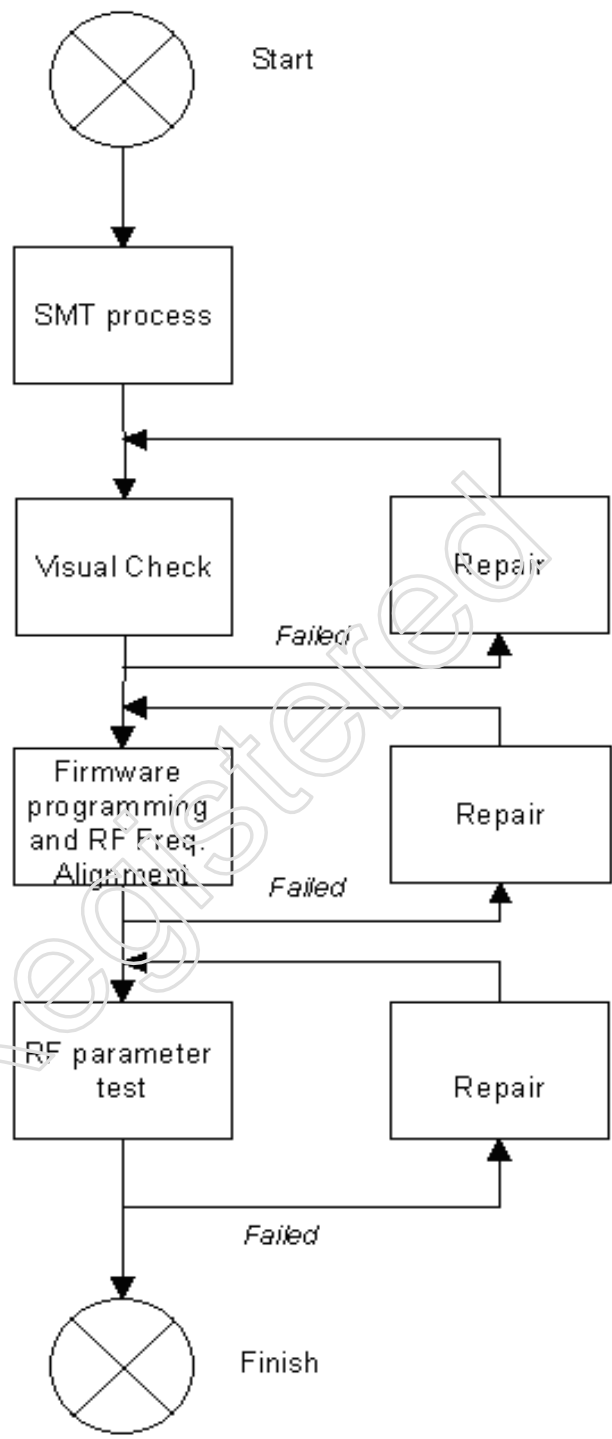 Start
SMT process
Visual Check
Repair
Failed
Firmware
programming
and RF Freq.
Alignment
Repair
Failed
RF parameter
test
Repair
Failed
Finish